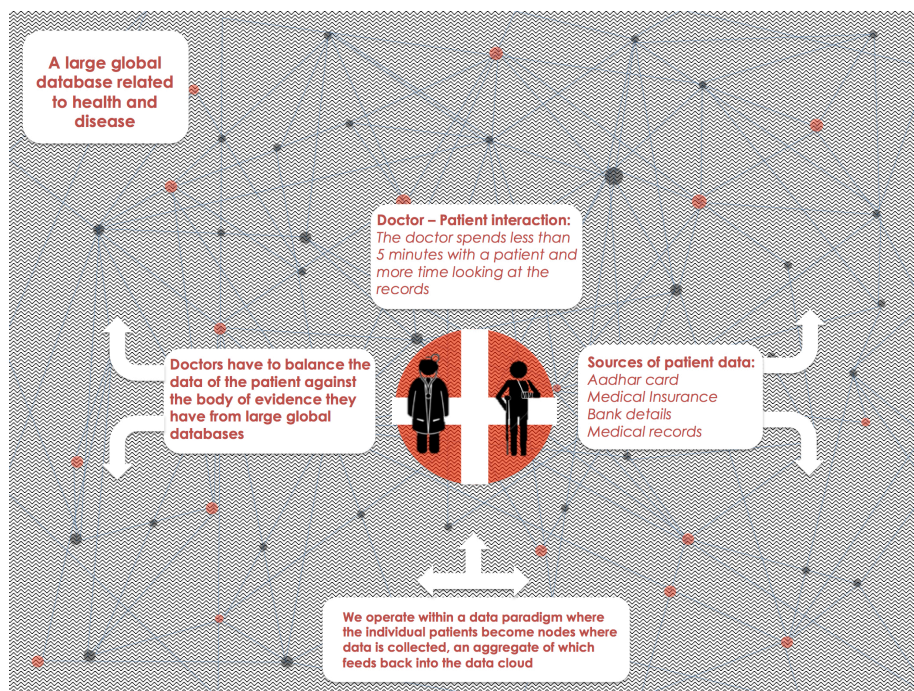 A large global
database related
to health and
disease
Doctor – Patient interaction:
The doctor spends less than
5 minutes with a patient and
more time looking at the
records
Doctors have to balance the
data of the patient against
the body of evidence they
have from large global
databases
Sources of patient data:
Aadhar card
Medical Insurance
Bank details
Medical records
We operate within a data paradigm where
the individual patients become nodes where
data is collected, an aggregate of which
feeds back into the data cloud